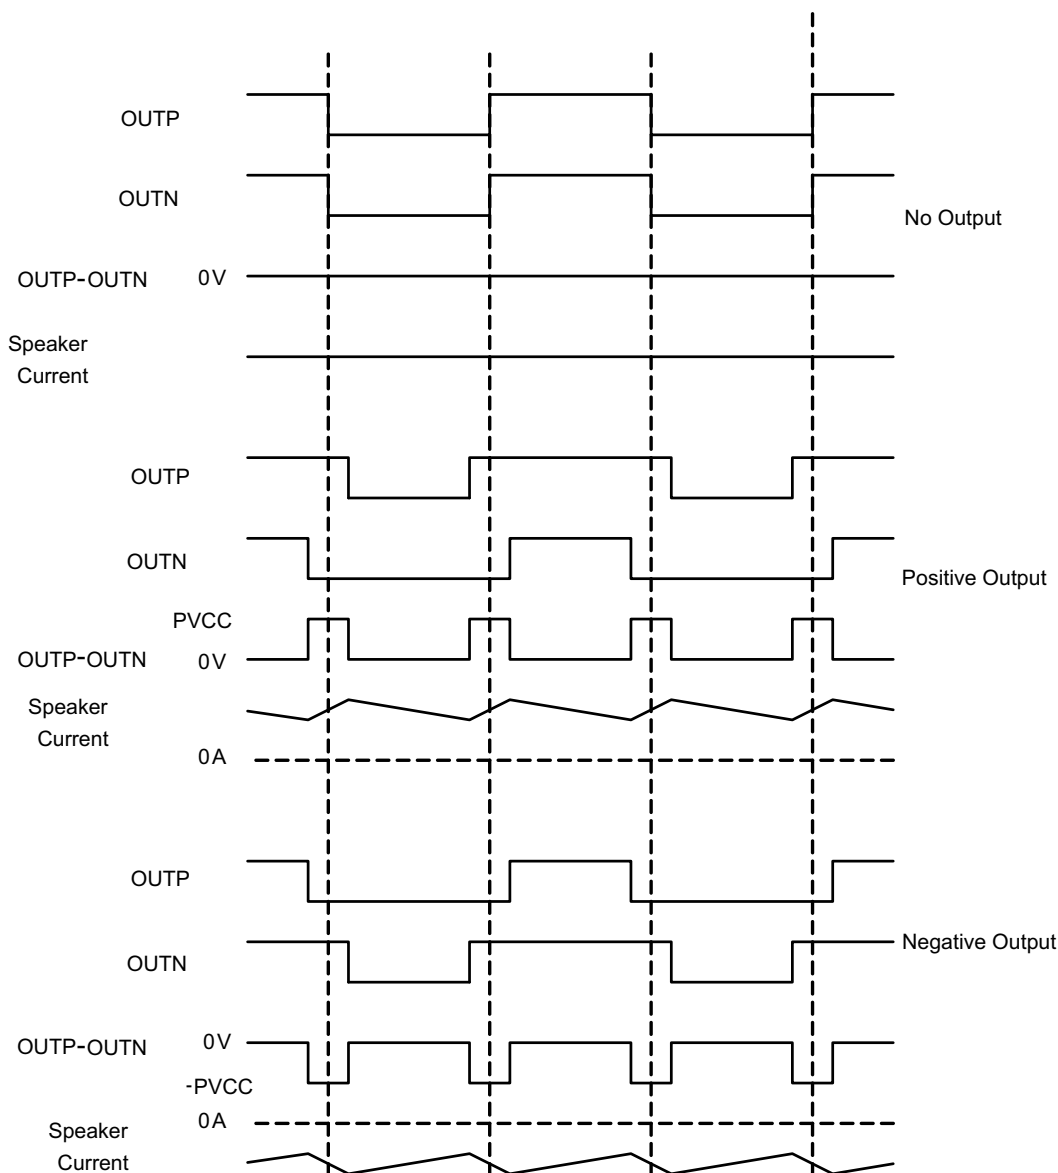 OUTP
OUTN
No Output
OUTP-OUTN 0V
Speaker
Current
OUTP
OUTN
Positive Output
PVCC
OUTP-OUTN 0V
Speaker
Current
0A
OUTP
OUTN
Negative Output
OUTP-OUTN 0V
-PVCC
0A
Speaker
Current